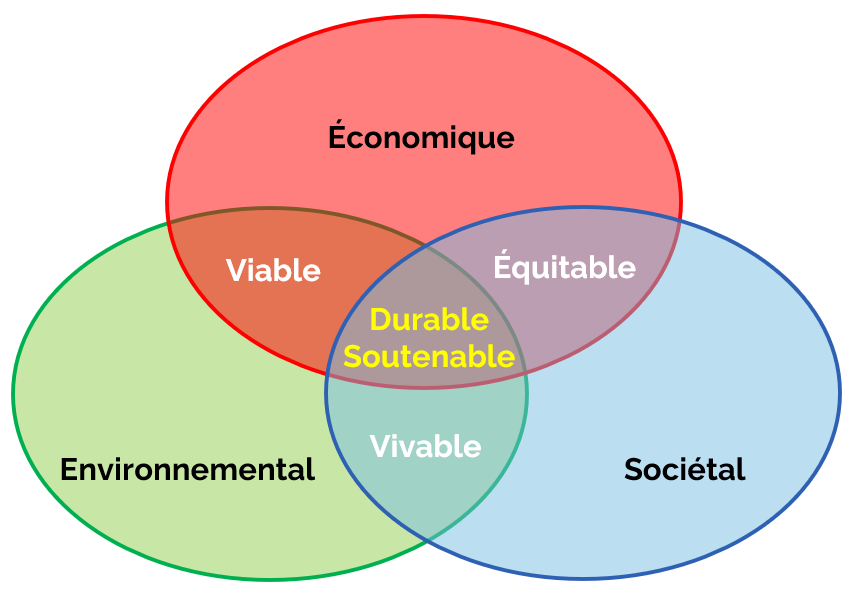 Économique
Viable
Équitable
Durable
Soutenable
Vivable
Environnemental
Sociétal